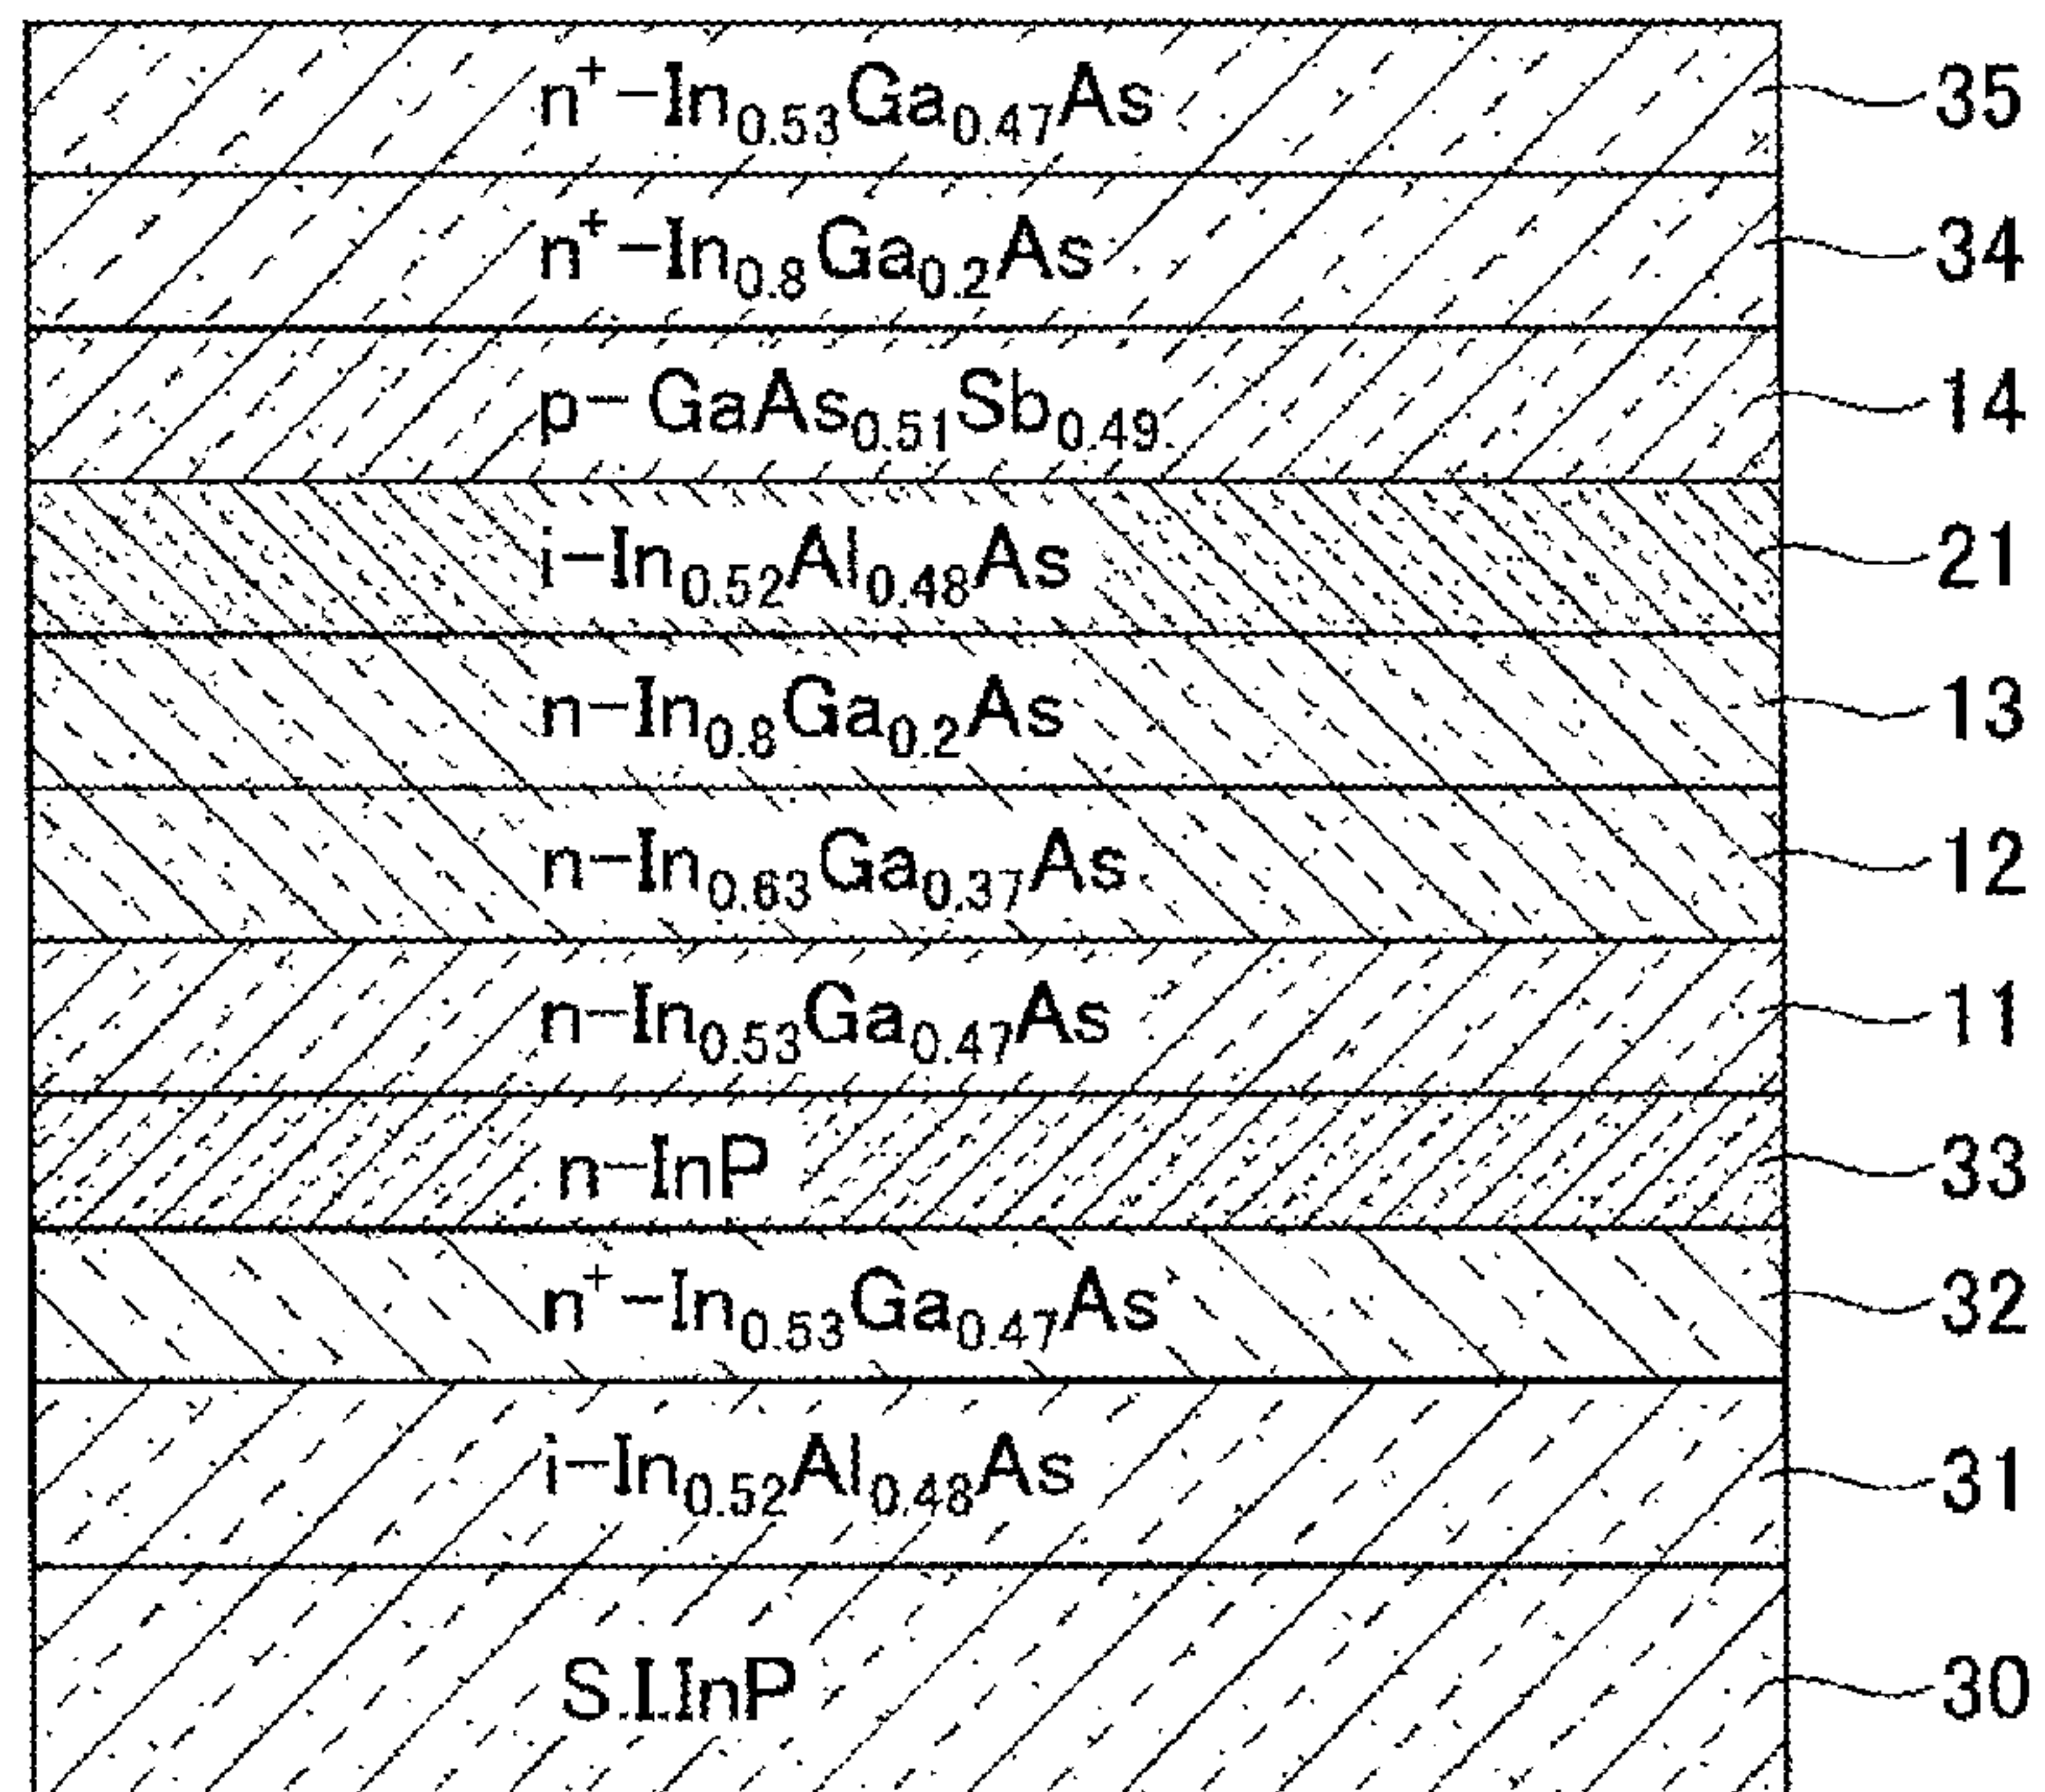 n⁺-In₀.₅₃Ga₀.₄₇As 35
n⁺-In₀.₈Ga₀.₂As 34
p-GaAs₀.₅₁Sb₀.₄₉ 14
i-In₀.₅₂Al₀.₄₈As 21
n-In₀.₈Ga₀.₂As 13
n-In₀.₆₃Ga₀.₃₇As 12
n-In₀.₅₃Ga₀.₄₇As 11
n-InP 33
n⁺-In₀.₅₃Ga₀.₄₇As 32
i-In₀.₅₂Al₀.₄₈As 31
S.I.InP 30